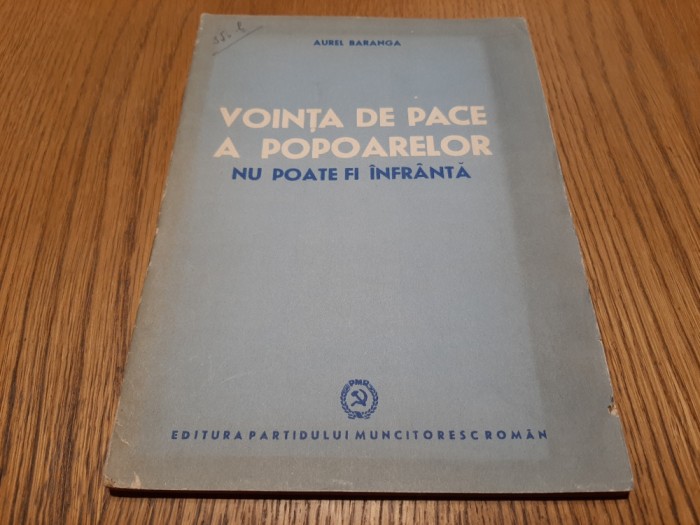 AUREL BARANGA
VOINȚA DE PACE
A POPOARELOR
NU POATE FI ÎNFRÂNTĂ
PMR
EDITURA PARTIDULUI MUNCITORESC ROMÂN